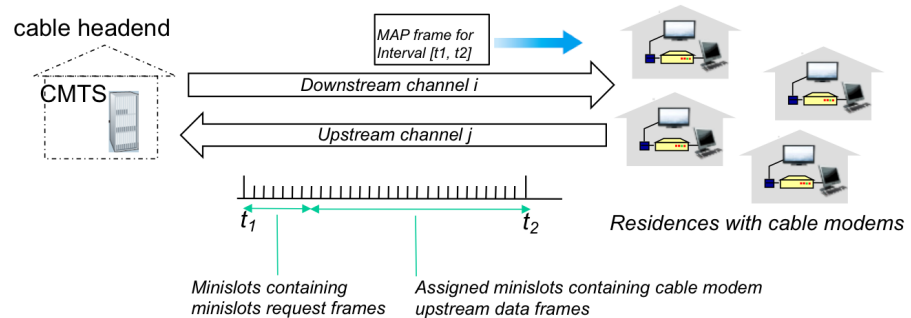 cable headend
MAP frame for
Interval [t1, t2]
CMTS
Downstream channel i
Upstream channel j
t1
t2
Residences with cable modems
Minislots containing
minislots request frames
Assigned minislots containing cable modem
upstream data frames